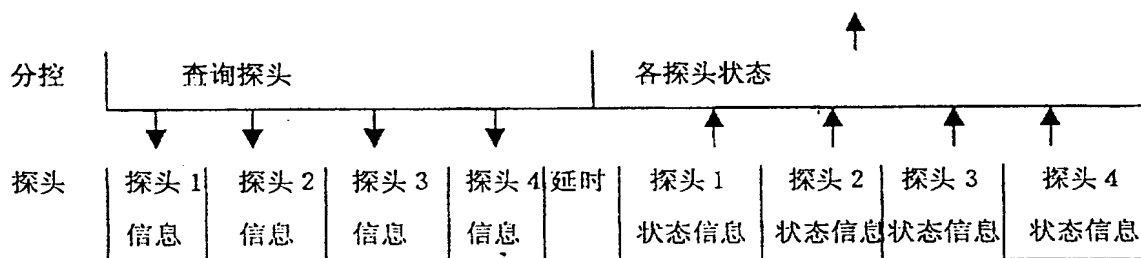 分控 查询探头 各探头状态
探头 探头 1 探头 2 探头 3 探头 4 延时 探头 1 探头 2 探头 3 探头 4
信息 信息 信息 信息 状态信息 状态信息 状态信息 状态信息